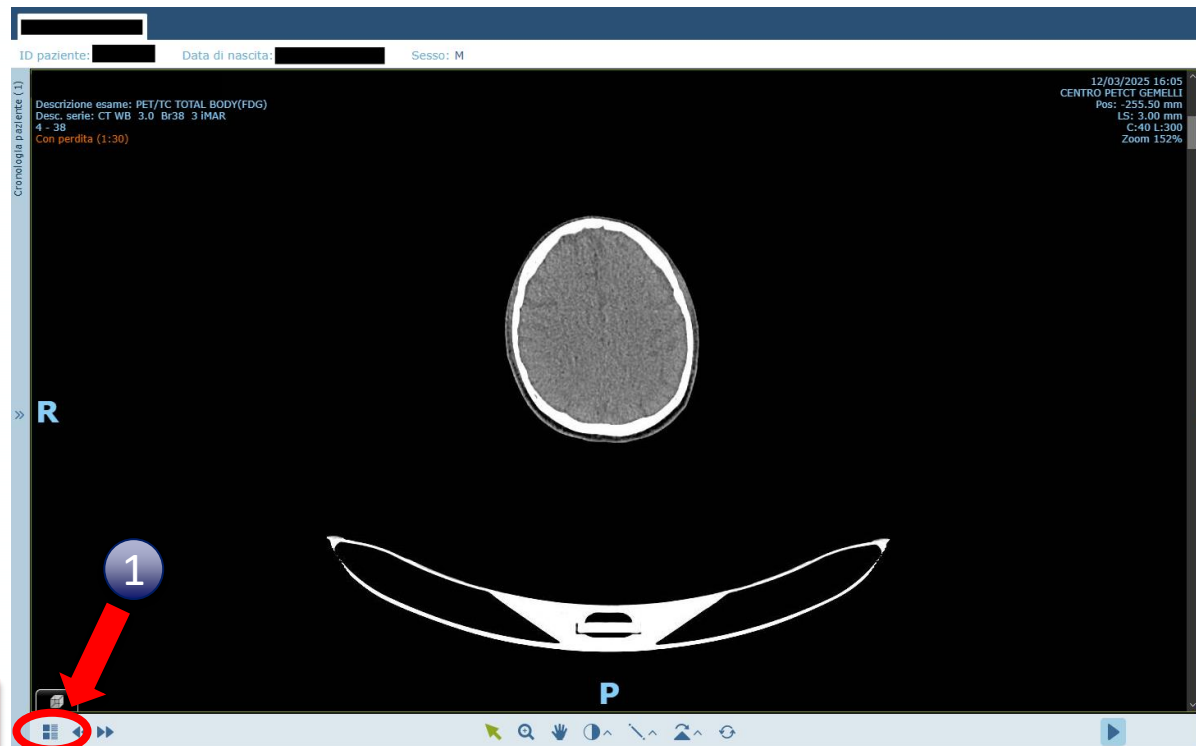 ID paziente:
Data di nascita:
Sesso: M
Cronologia paziente (1)
Descrizione esame: PET/TC TOTAL BODY(FDG)
Desc. serie: CT WB 3.0 Br38 3 iMAR
4 - 38
Con perdita (1:30)
12/03/2025 16:05
CENTRO PETCT GEMELLI
Pos: -255.50 mm
LS: 3.00 mm
C:40 L:300
Zoom 152%
R
1
P